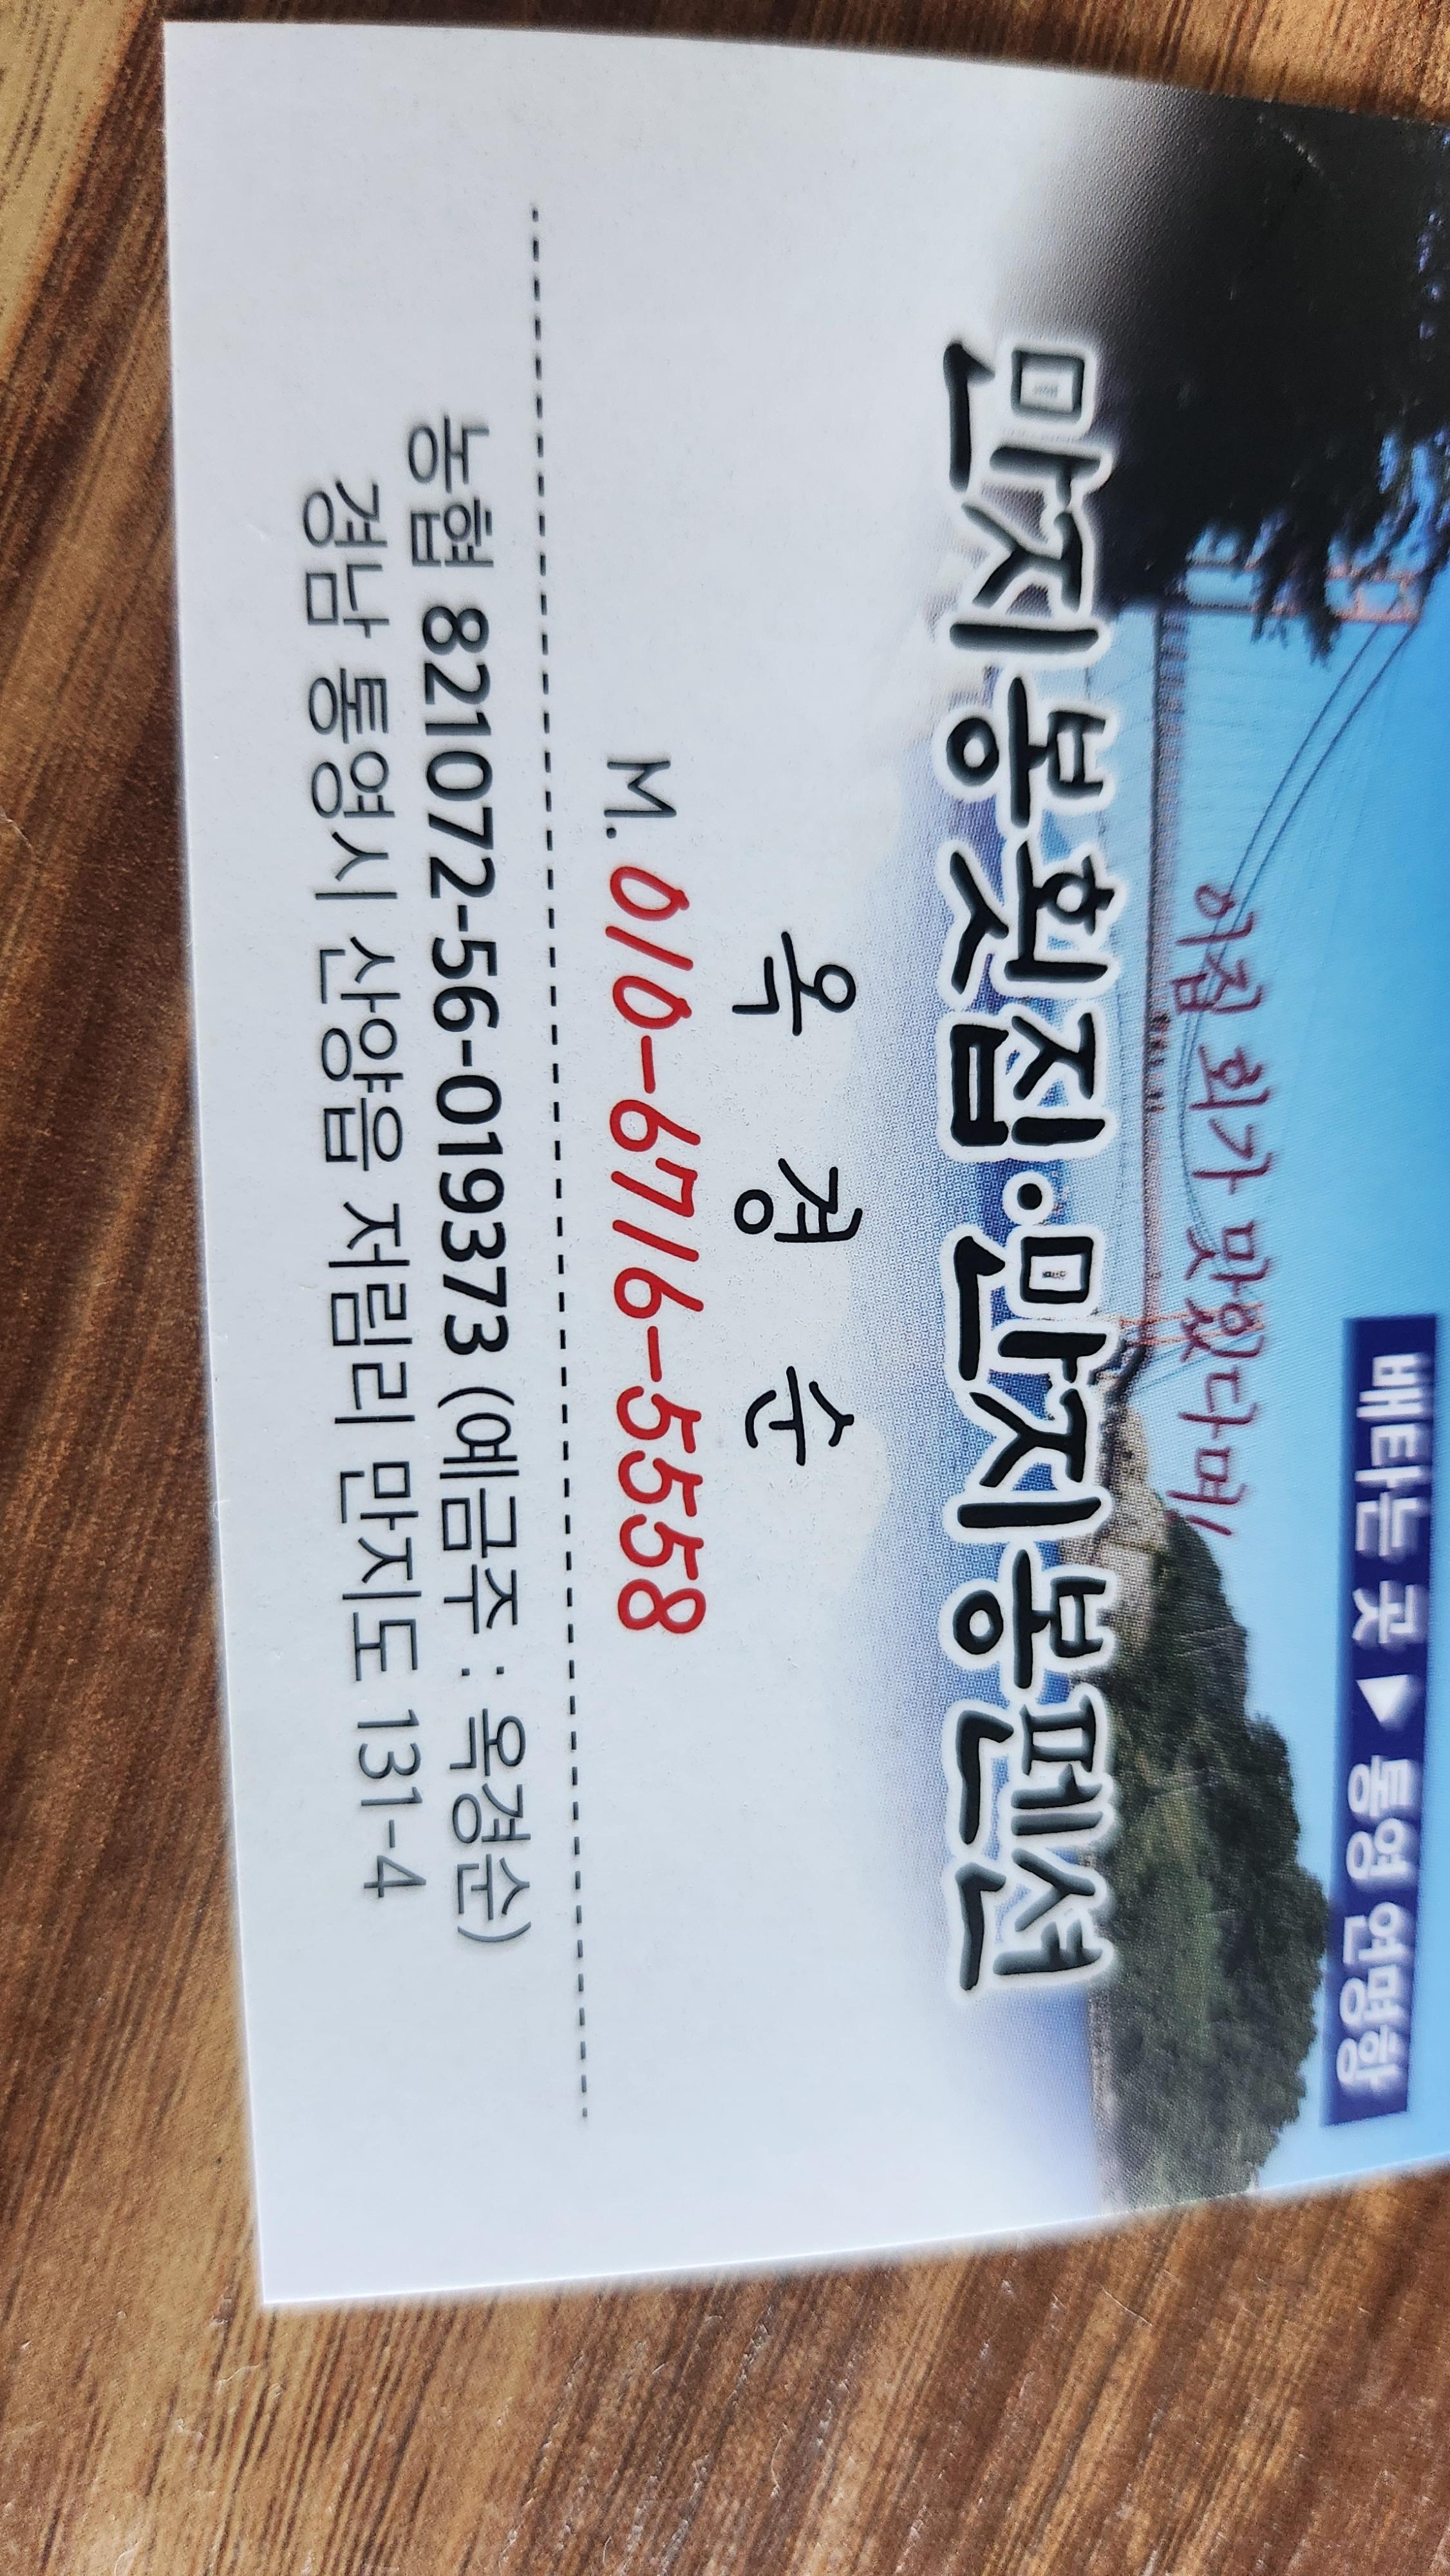 배타는 곳 ▶ 통영 연명항
이집 회가 맛있다며!
만지봉횟집·만지봉펜션
옥 경 순
M. 010-6716-5558
농협 821072-56-019373 (예금주 : 옥경순)
경남 통영시 산양읍 저림리 만지도 131-4